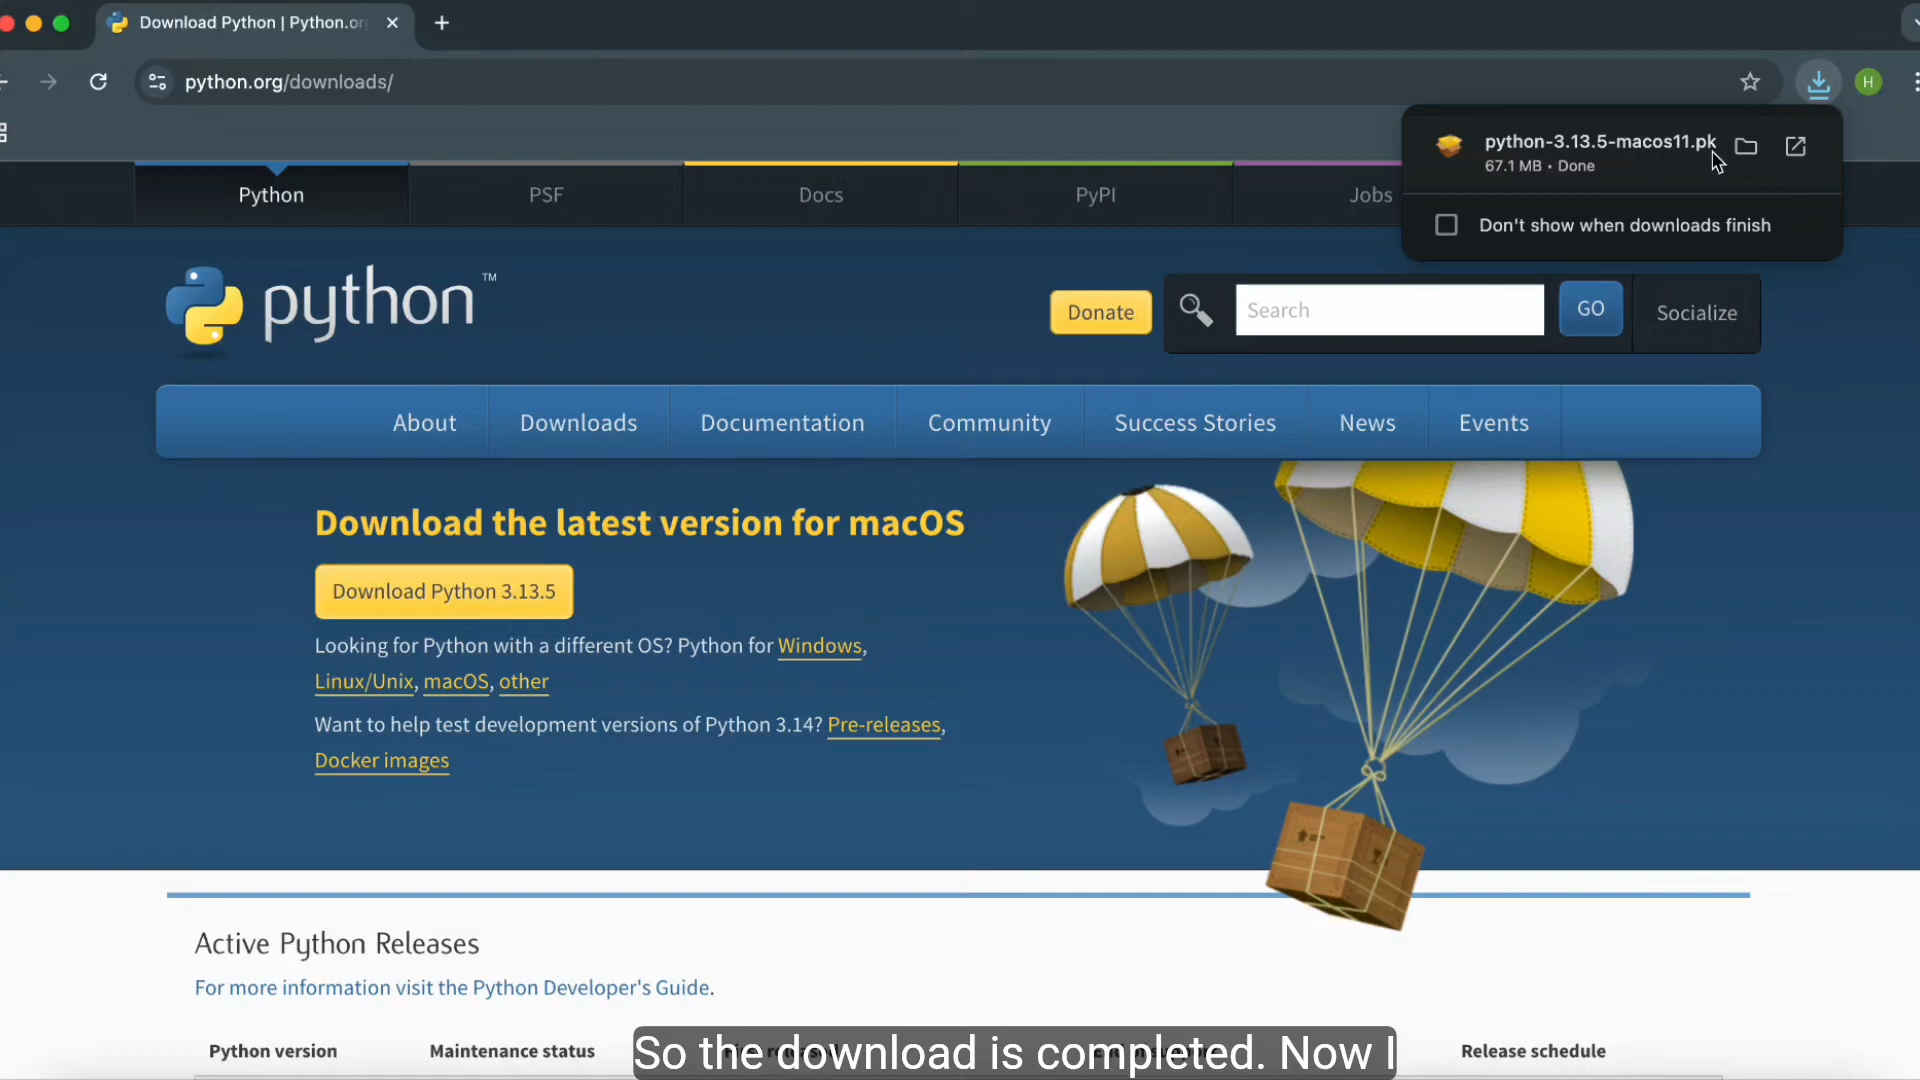 Download Python | Python.or
python.org/downloads/
H
python-3.13.5-macos11.pk
67.1 MB • Done
Don't show when downloads finish
Python
PSF
Docs
PyPI
Jobs
python™
Donate
Search
GO
Socialize
About
Downloads
Documentation
Community
Success Stories
News
Events
Download the latest version for macOS
Download Python 3.13.5
Looking for Python with a different OS? Python for Windows,
Linux/Unix, macOS, other
Want to help test development versions of Python 3.14? Pre-releases,
Docker images
Active Python Releases
For more information visit the Python Developer's Guide.
Python version
Maintenance status
Release schedule
So the download is completed. Now I